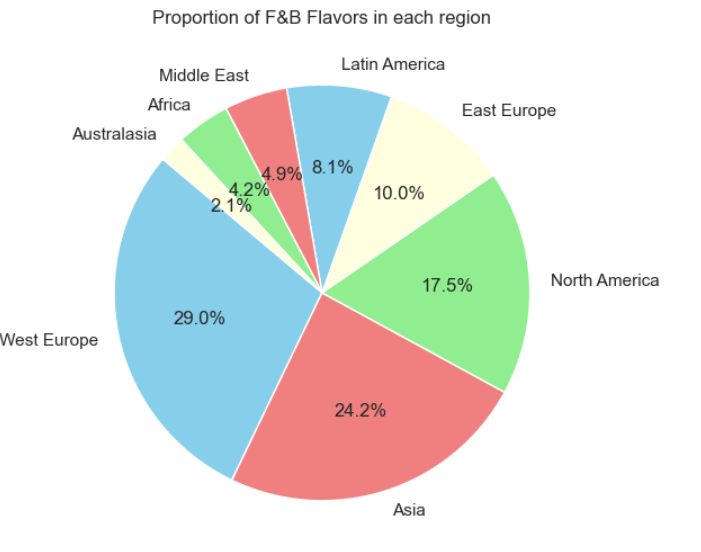 Proportion of F&B Flavors in each region
Latin America
Middle East
Africa
East Europe
Australasia
8.1%
4.9%
4.2%
10.0%
2.1%
North America
17.5%
29.0%
West Europe
24.2%
Asia